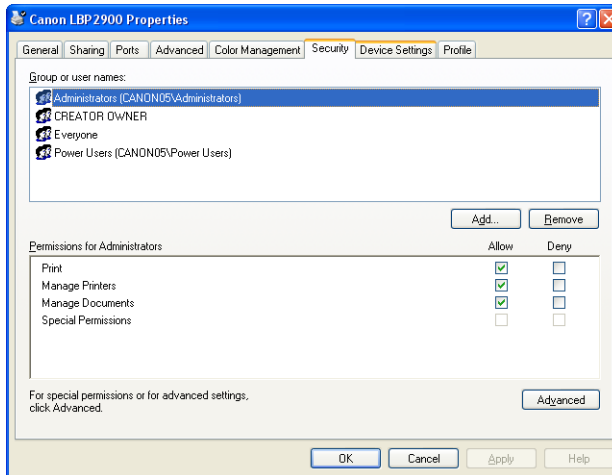 Canon LBP2900 Properties
General Sharing Ports Advanced Color Management Security Device Settings Profile
Group or user names:
Administrators (CANON05\Administrators)
CREATOR OWNER
Everyone
Power Users (CANON05\Power Users)
Add... Remove
Permissions for Administrators Allow Deny
Print
Manage Printers
Manage Documents
Special Permissions
For special permissions or for advanced settings,
click Advanced.
Advanced
OK Cancel Apply Help